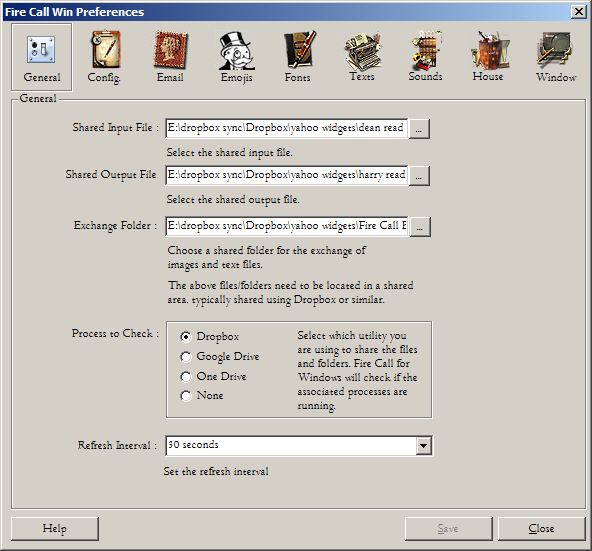 Fire Call Win Preferences
General
Config.
Email
Emojis
Fonts
Texts
Sounds
House
Window
General
Shared Input File :
E:\dropbox sync\Dropbox\yahoo widgets\dean read
...
Select the shared input file.
Shared Output File
E:\dropbox sync\Dropbox\yahoo widgets\harry read
...
Select the shared output file.
Exchange Folder :
E:\dropbox sync\Dropbox\yahoo widgets\Fire Call E
...
Choose a shared folder for the exchange of
images and text files.
The above files/folders need to be located in a shared
area, typically shared using Dropbox or similar.
Process to Check :
Dropbox
Google Drive
One Drive
None
Select which utility you
are using to share the files
and folders. Fire Call for
Windows will check if the
associated processes are
running.
Refresh Interval :
30 seconds
Set the refresh interval
Help
Save
Close